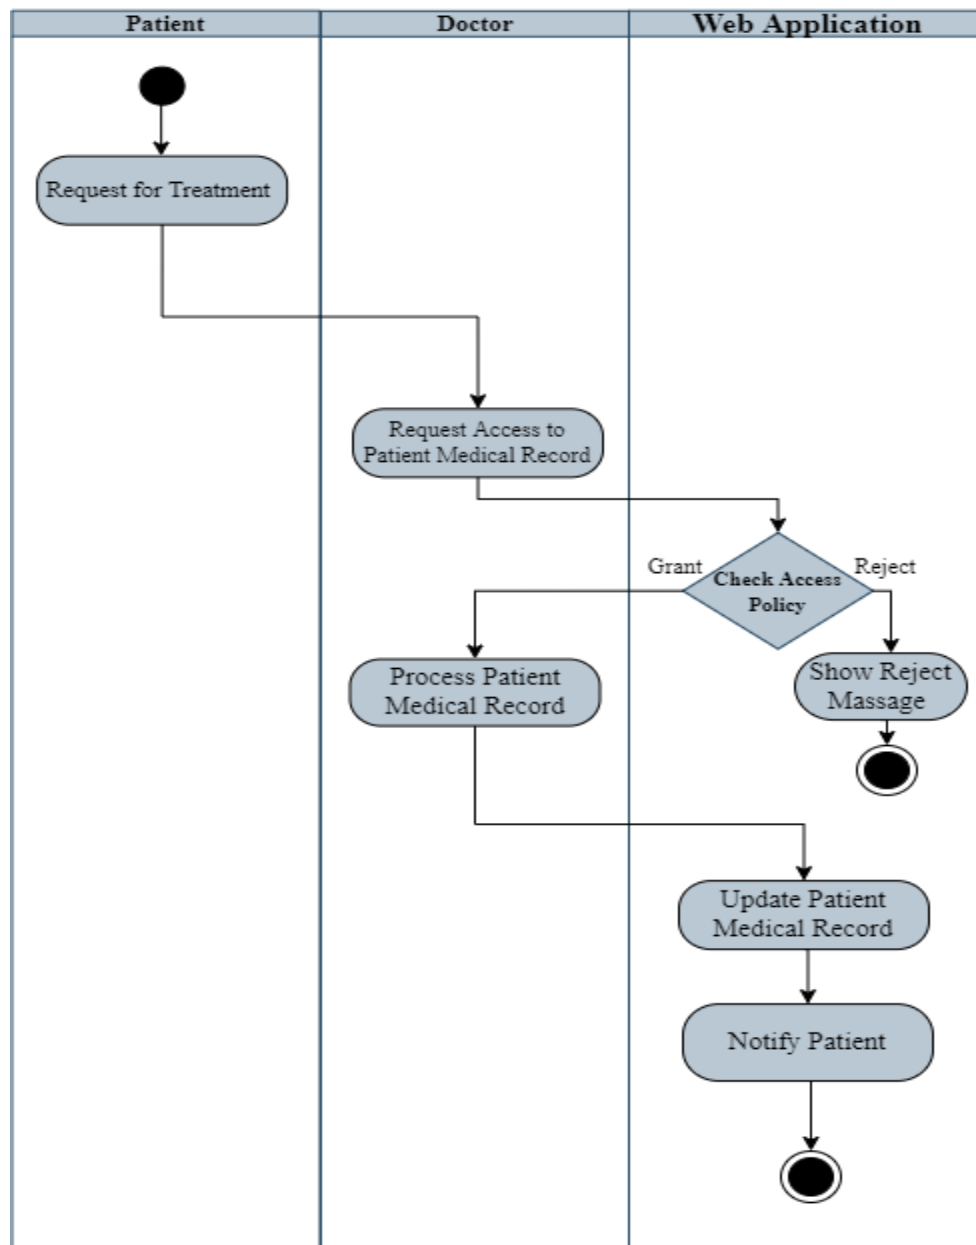 Patient
Doctor
Web Application
Request for Treatment
Request Access to
Patient Medical Record
Grant
Check Access
Policy
Reject
Process Patient
Medical Record
Show Reject
Massage
Update Patient
Medical Record
Notify Patient